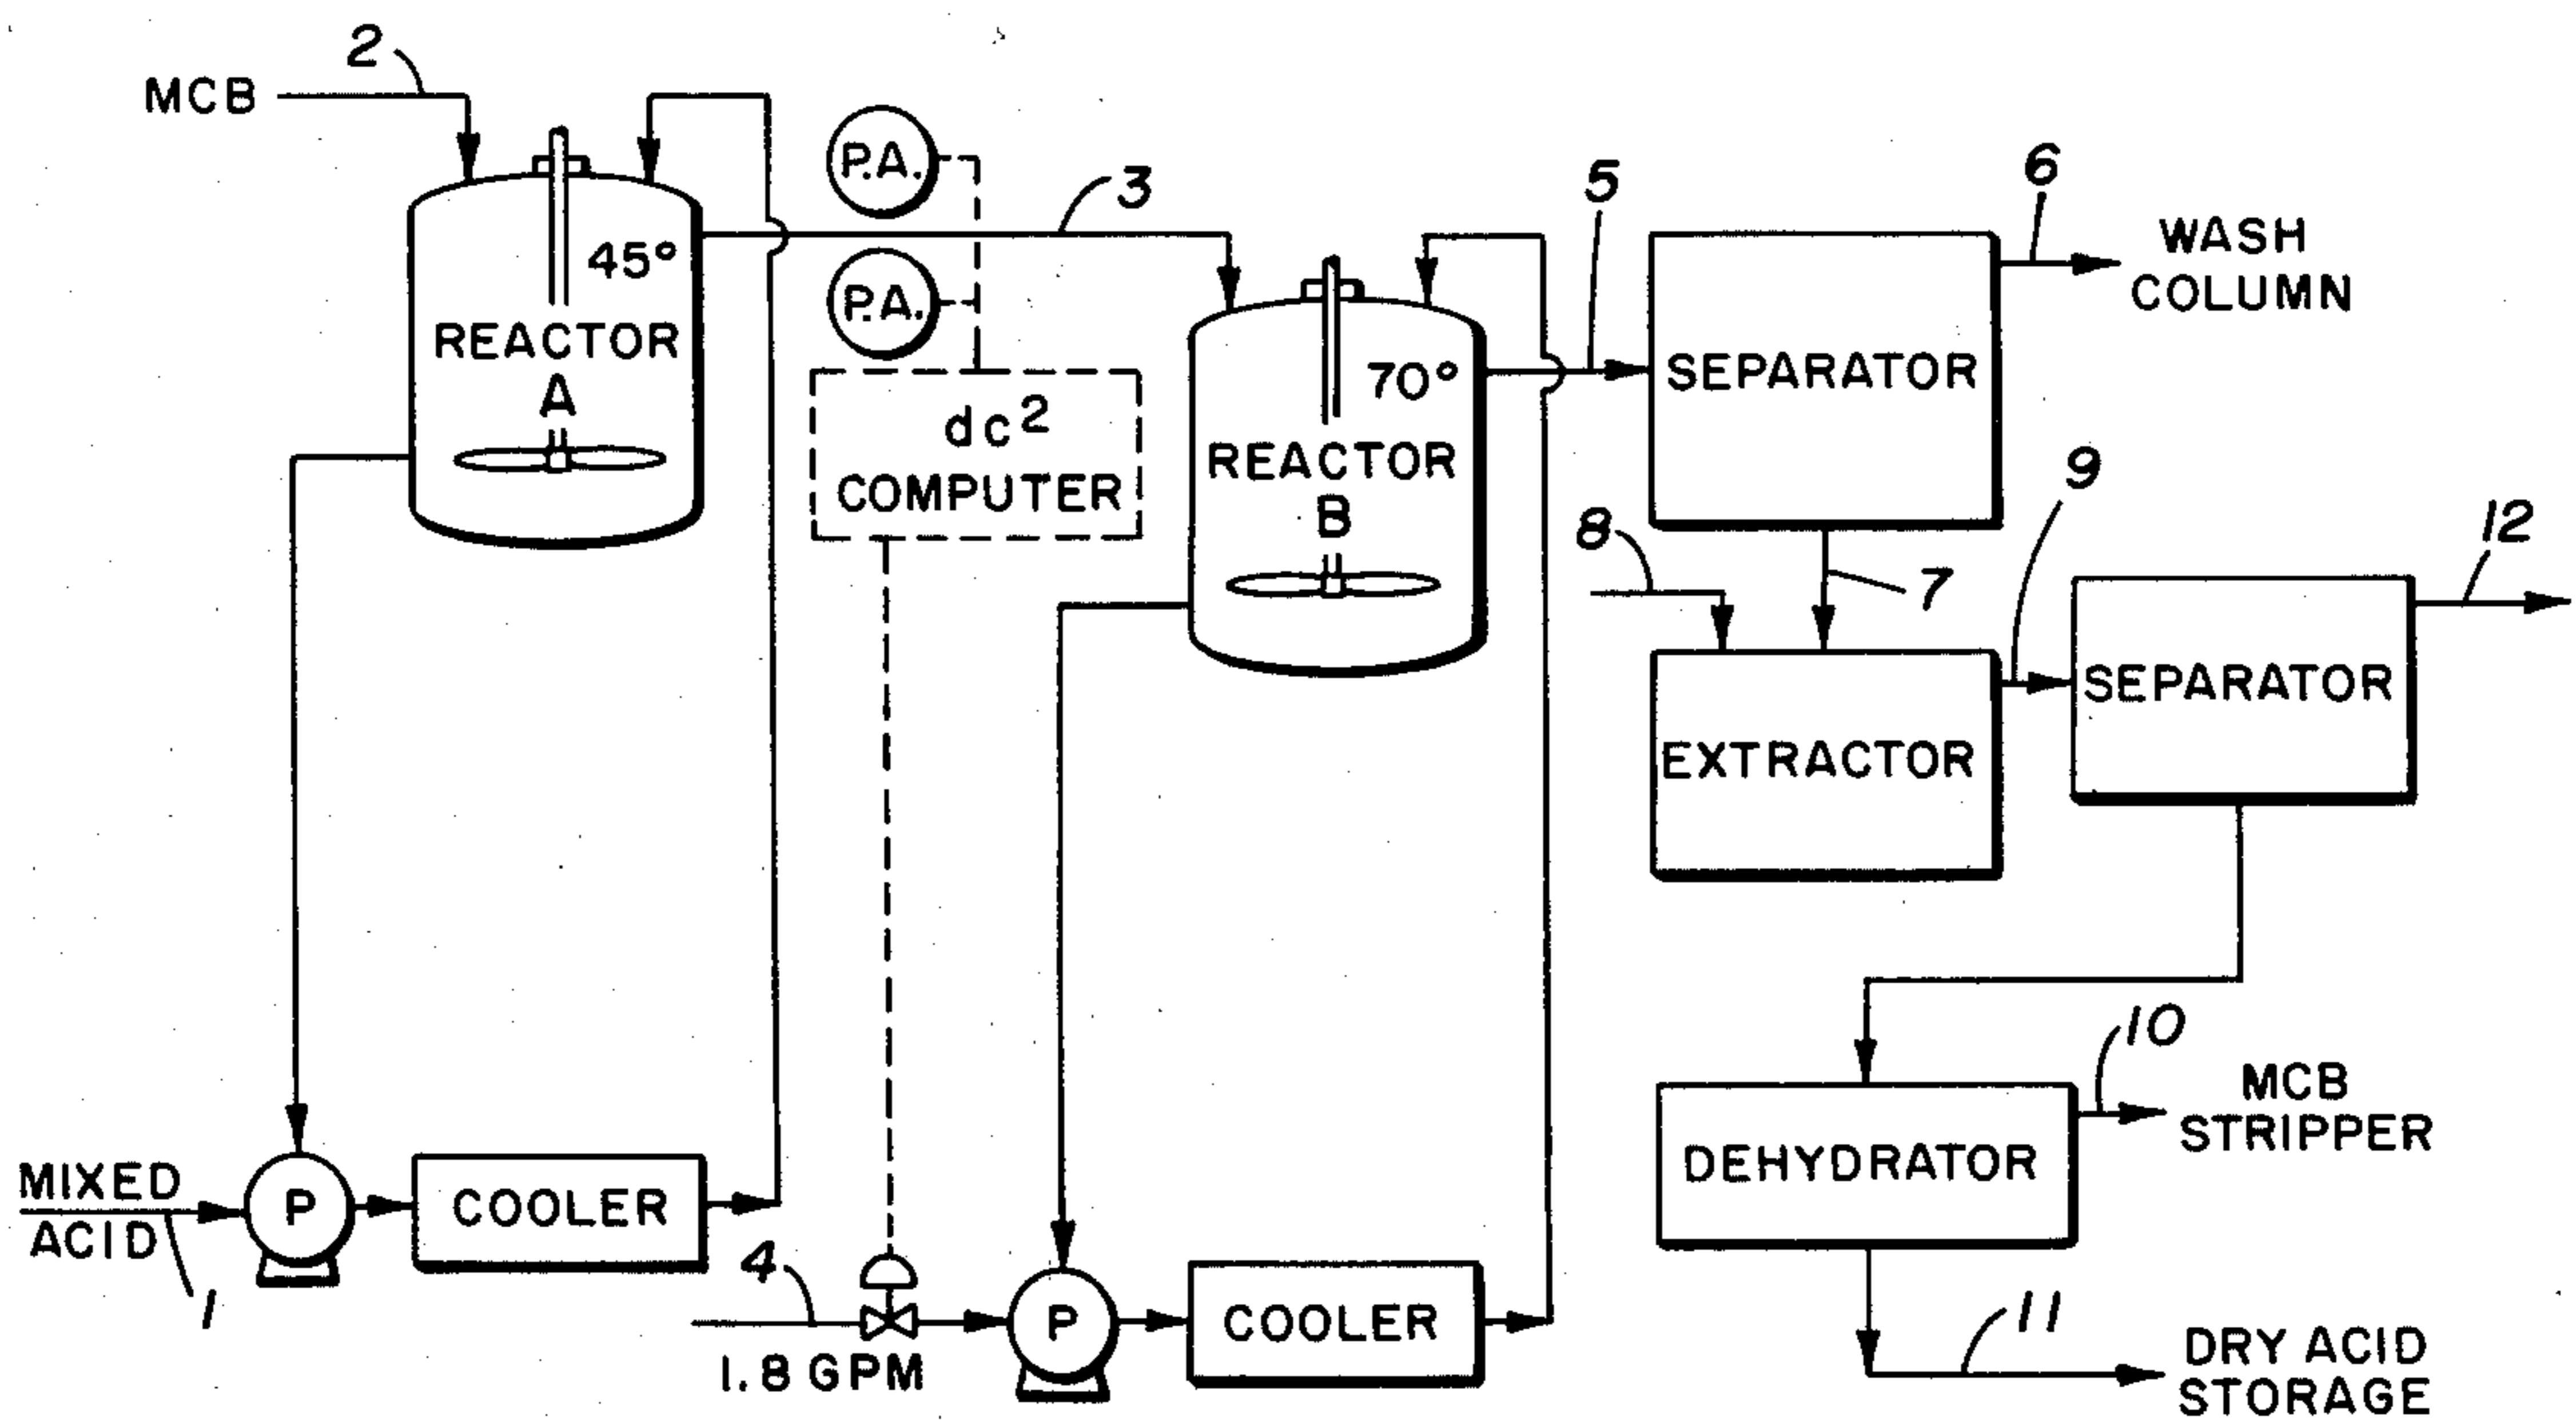 2
MCB
P.A.
3
5
6
WASH
COLUMN
45°
P.A.
REACTOR
A
dc²
COMPUTER
70°
REACTOR
B
SEPARATOR
8
7
9
12
EXTRACTOR
SEPARATOR
10
MCB
STRIPPER
DEHYDRATOR
MIXED
ACID
1
P
COOLER
4
1.8 GPM
P
COOLER
11
DRY ACID
STORAGE